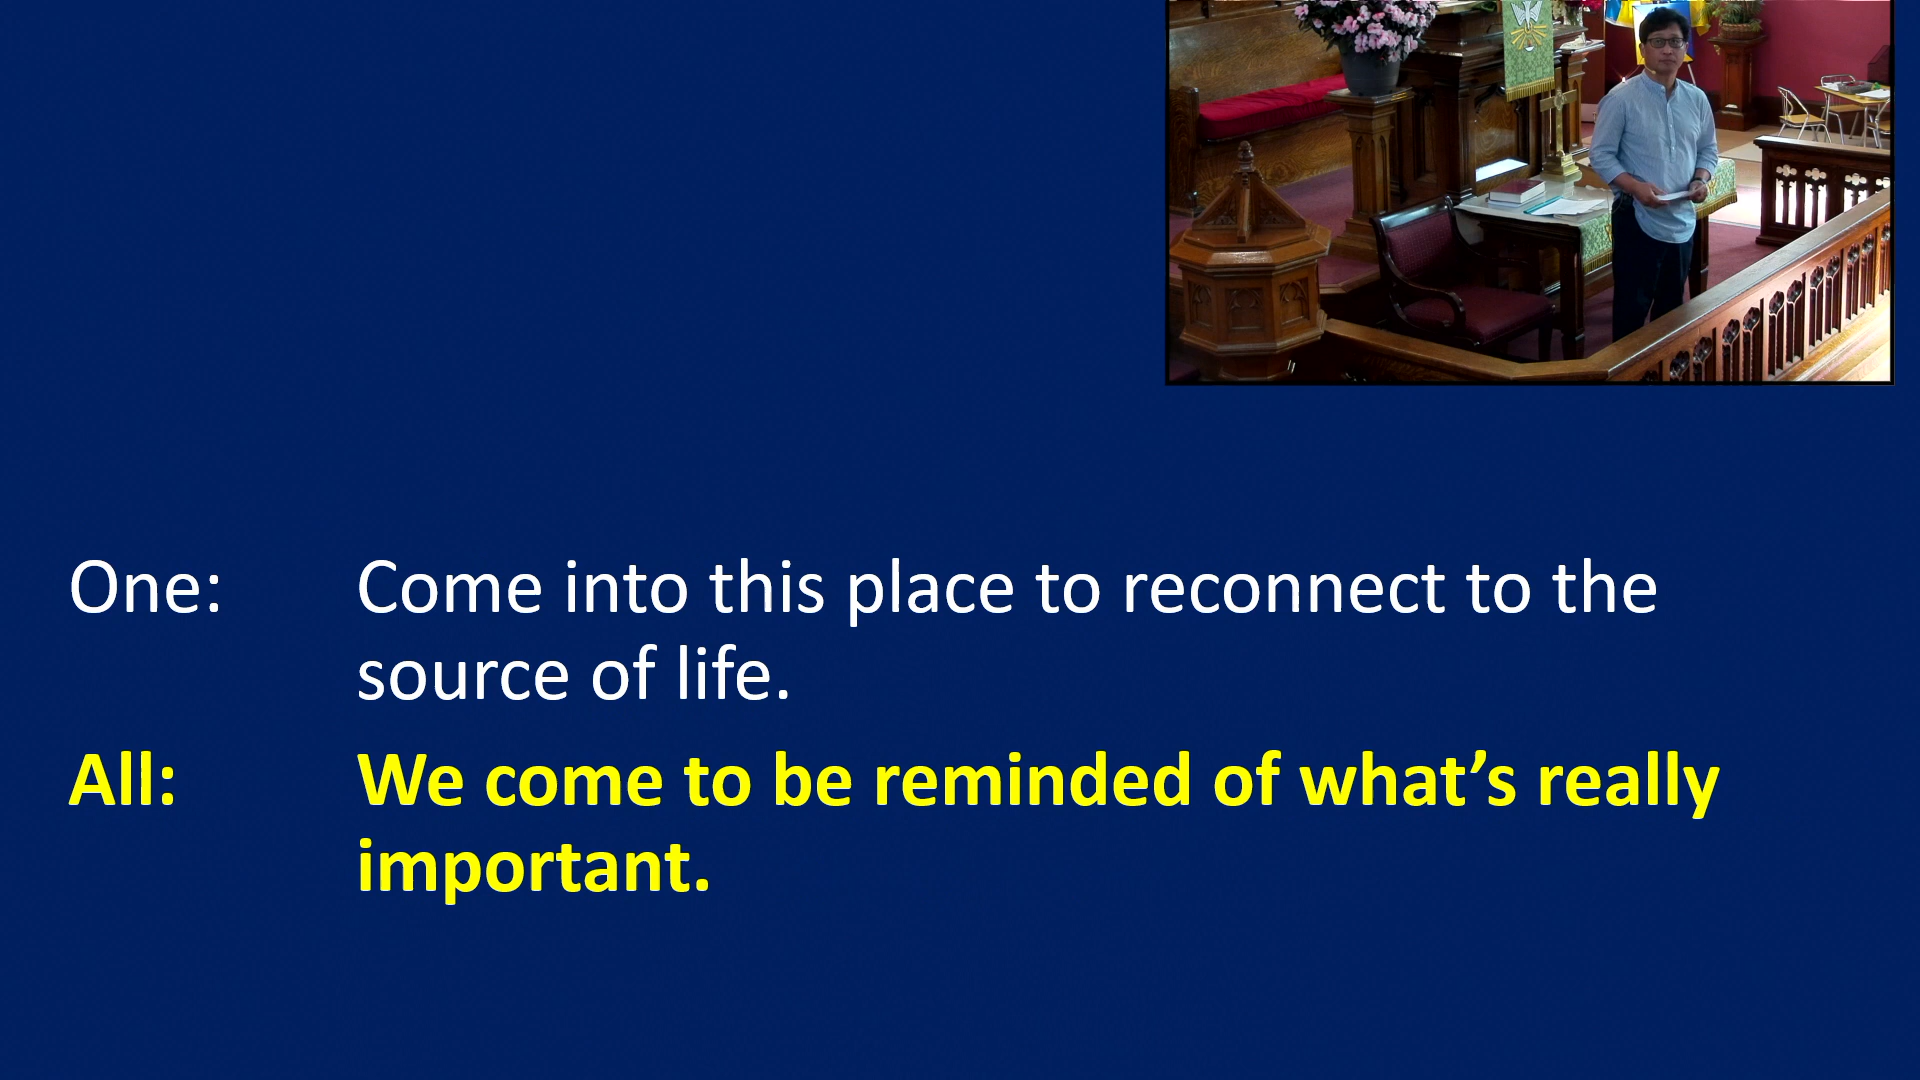 One: Come into this place to reconnect to the
source of life.
All: We come to be reminded of what’s really
important.